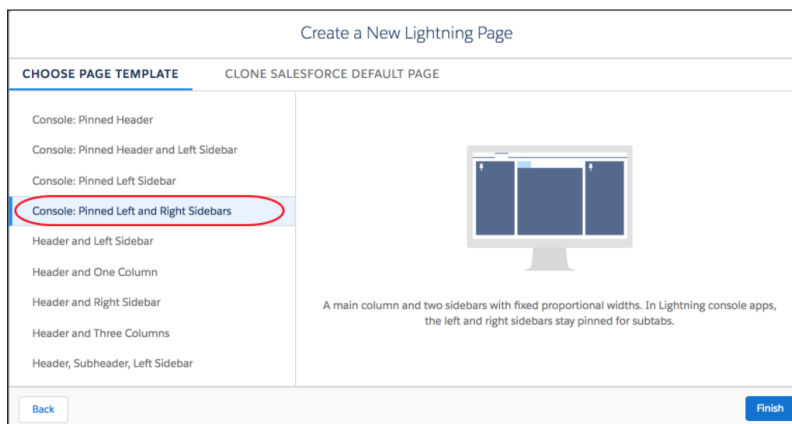 Create a New Lightning Page
CHOOSE PAGE TEMPLATE
CLONE SALESFORCE DEFAULT PAGE
Console: Pinned Header
Console: Pinned Header and Left Sidebar
Console: Pinned Left Sidebar
Console: Pinned Left and Right Sidebars
Header and Left Sidebar
Header and One Column
Header and Right Sidebar
Header and Three Columns
Header, Subheader, Left Sidebar
A main column and two sidebars with fixed proportional widths. In Lightning console apps,
the left and right sidebars stay pinned for subtabs.
Back
Finish